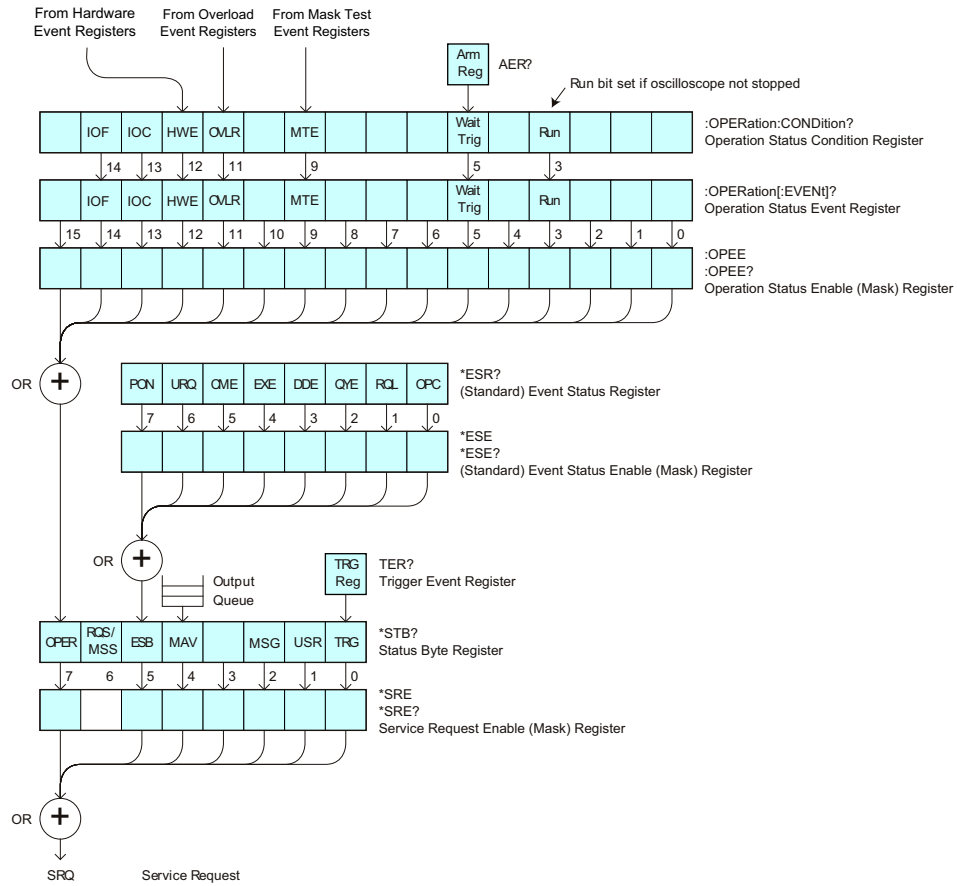 From Hardware
Event Registers
From Overload
Event Registers
From Mask Test
Event Registers
Arm
Reg
AER?
Run bit set if oscilloscope not stopped
IOF IOC HWE OVLR MTE Wait Trig Run
:OPERation:CONDition?
Operation Status Condition Register
14 13 12 11 9 5 3
IOF IOC HWE OVLR MTE Wait Trig Run
:OPERation[:EVENt]?
Operation Status Event Register
15 14 13 12 11 10 9 8 7 6 5 4 3 2 1 0
:OPEE
:OPEE?
Operation Status Enable (Mask) Register
OR +
PON URQ CME EXE DDE QYE RQL OPC
*ESR?
(Standard) Event Status Register
7 6 5 4 3 2 1 0
*ESE
*ESE?
(Standard) Event Status Enable (Mask) Register
OR +
Output
Queue
TRG
Reg
TER?
Trigger Event Register
OPER RQS/ MSS ESB MAV MSG USR TRG
*STB?
Status Byte Register
7 6 5 4 3 2 1 0
*SRE
*SRE?
Service Request Enable (Mask) Register
OR +
SRQ Service Request